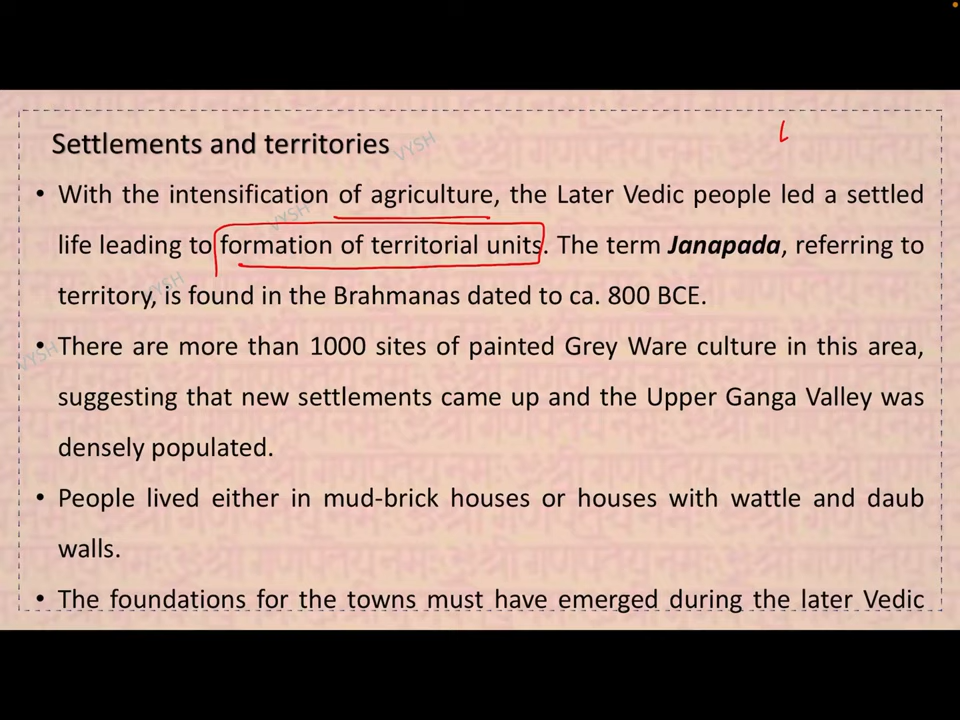 Settlements and territories
VYSH
• With the intensification of agriculture, the Later Vedic people led a settled
VYSH
life leading to formation of territorial units. The term Janapada, referring to
VYSH
territory, is found in the Brahmanas dated to ca. 800 BCE.
VYSH
• There are more than 1000 sites of painted Grey Ware culture in this area,
suggesting that new settlements came up and the Upper Ganga Valley was
densely populated.
• People lived either in mud-brick houses or houses with wattle and daub
walls.
• The foundations for the towns must have emerged during the later Vedic